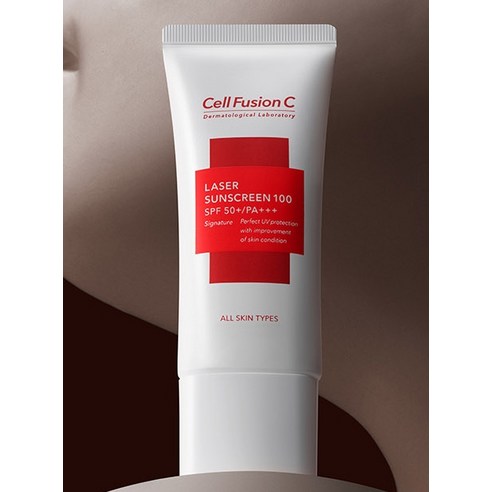 Cell Fusion C
Dermatological Laboratory
LASER
SUNSCREEN 100
SPF 50+/PA+++
Signature Perfect UV protection
with improvement
of skin condition
ALL SKIN TYPES